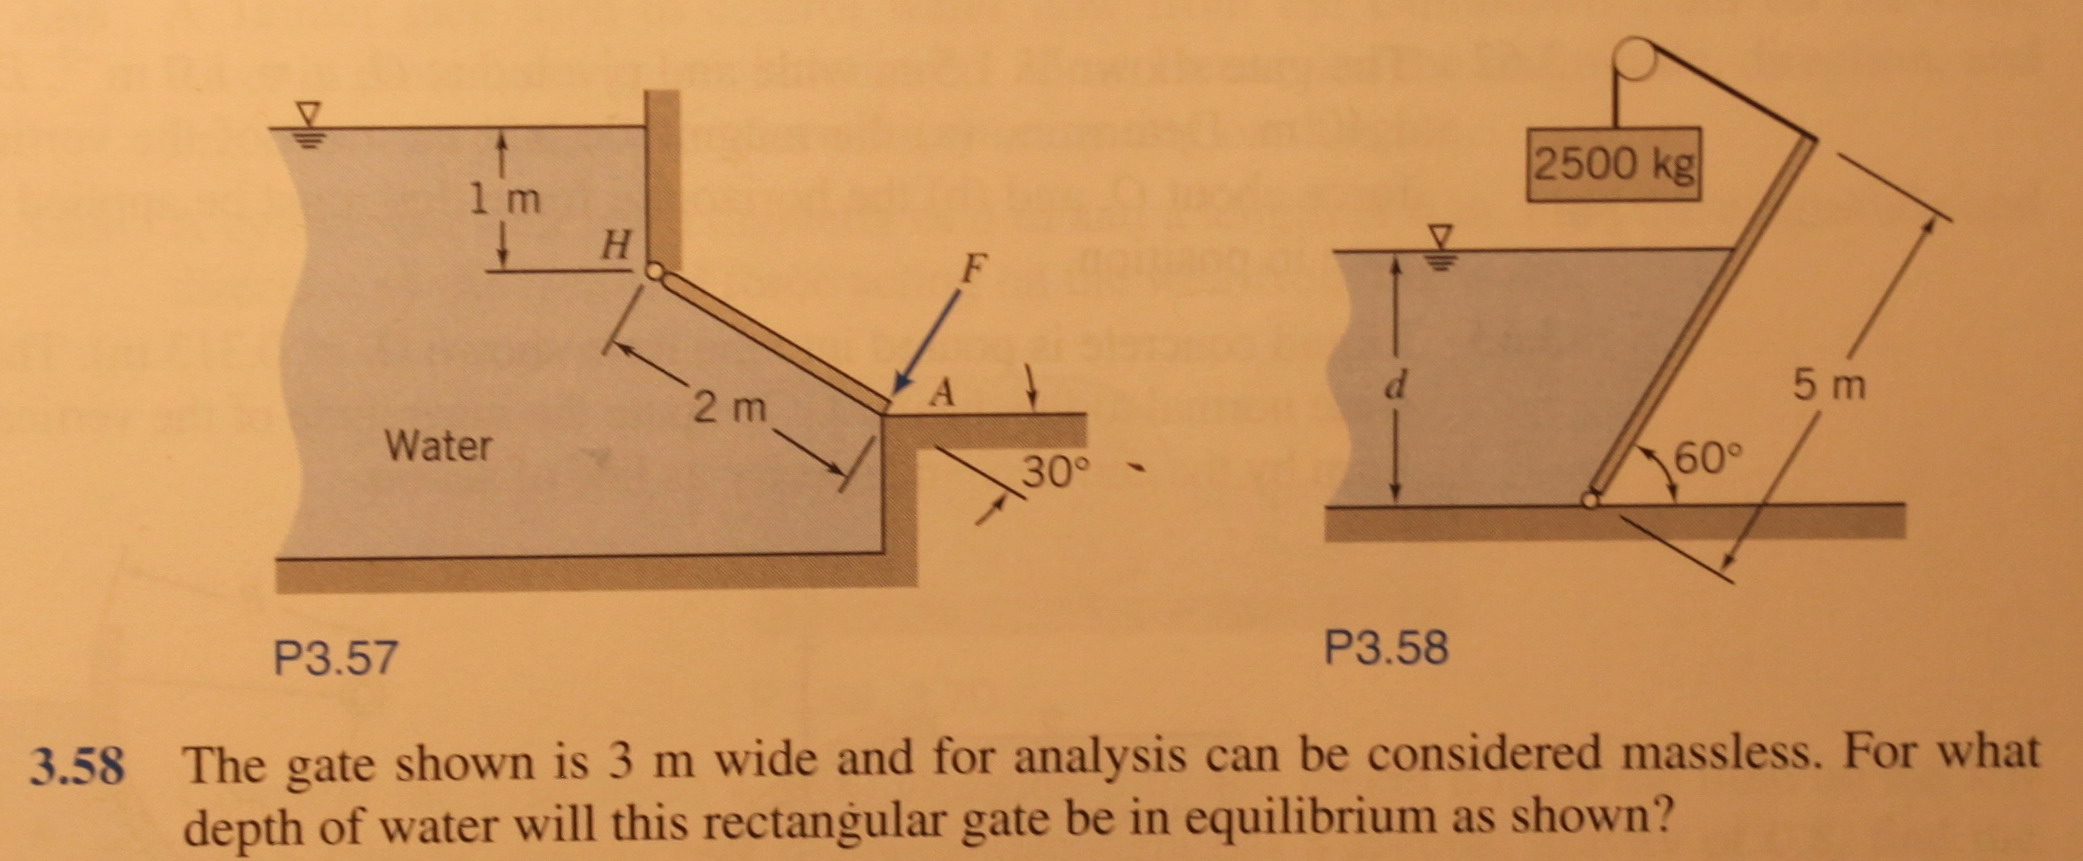 1 m
H
F
2 m
A
Water
30°
P3.57
2500 kg
d
5 m
60°
P3.58
3.58 The gate shown is 3 m wide and for analysis can be considered massless. For what
depth of water will this rectangular gate be in equilibrium as shown?